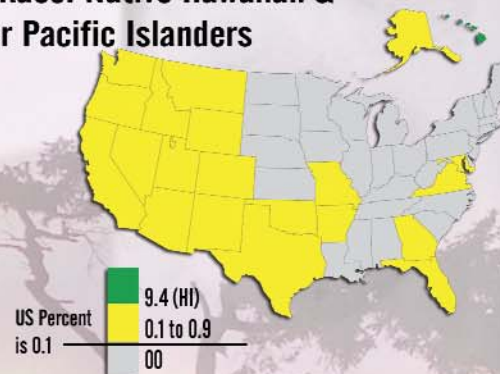 r Pacific Islanders
9.4 (HI)
US Percent
0.1 to 0.9
is 0.1
00